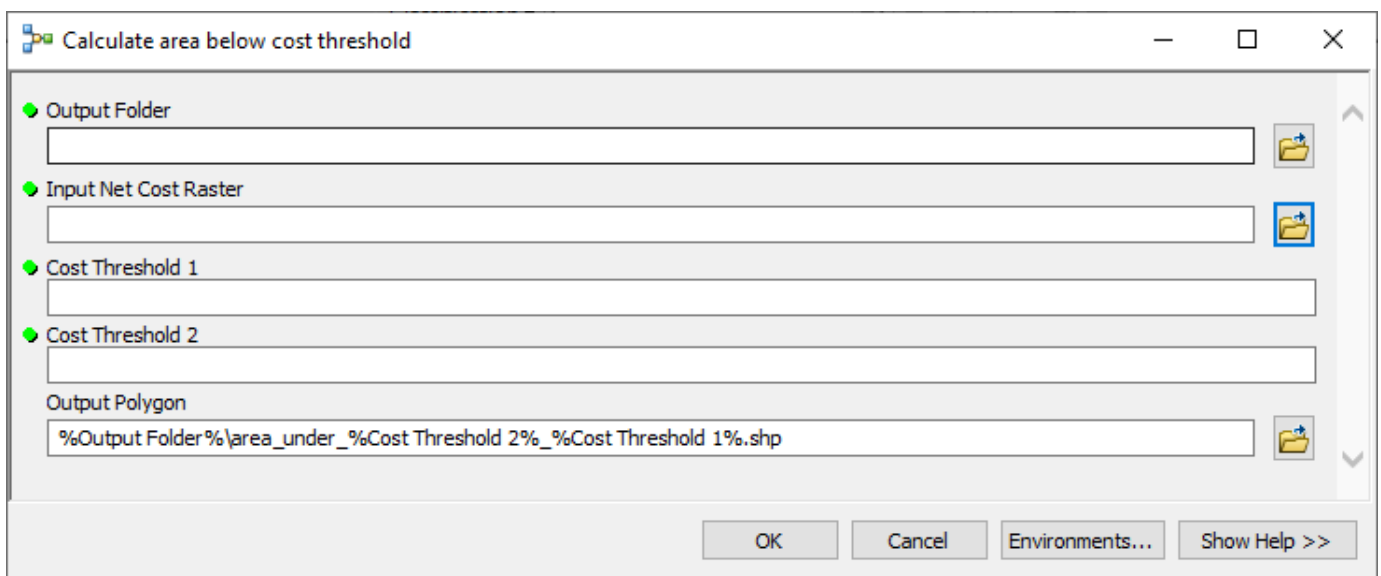 Calculate area below cost threshold
Output Folder
Input Net Cost Raster
Cost Threshold 1
Cost Threshold 2
Output Polygon
%Output Folder%\area_under_%Cost Threshold 2%_%Cost Threshold 1%.shp
OK Cancel Environments... Show Help >>